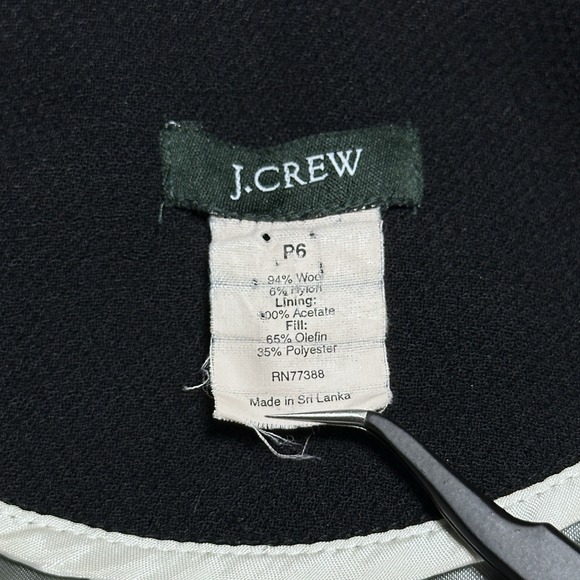 J.CREW
P6
94% Wool
6% Nylon
Lining:
100% Acetate
Fill:
65% Olefin
35% Polyester
RN77388
Made in Sri Lanka